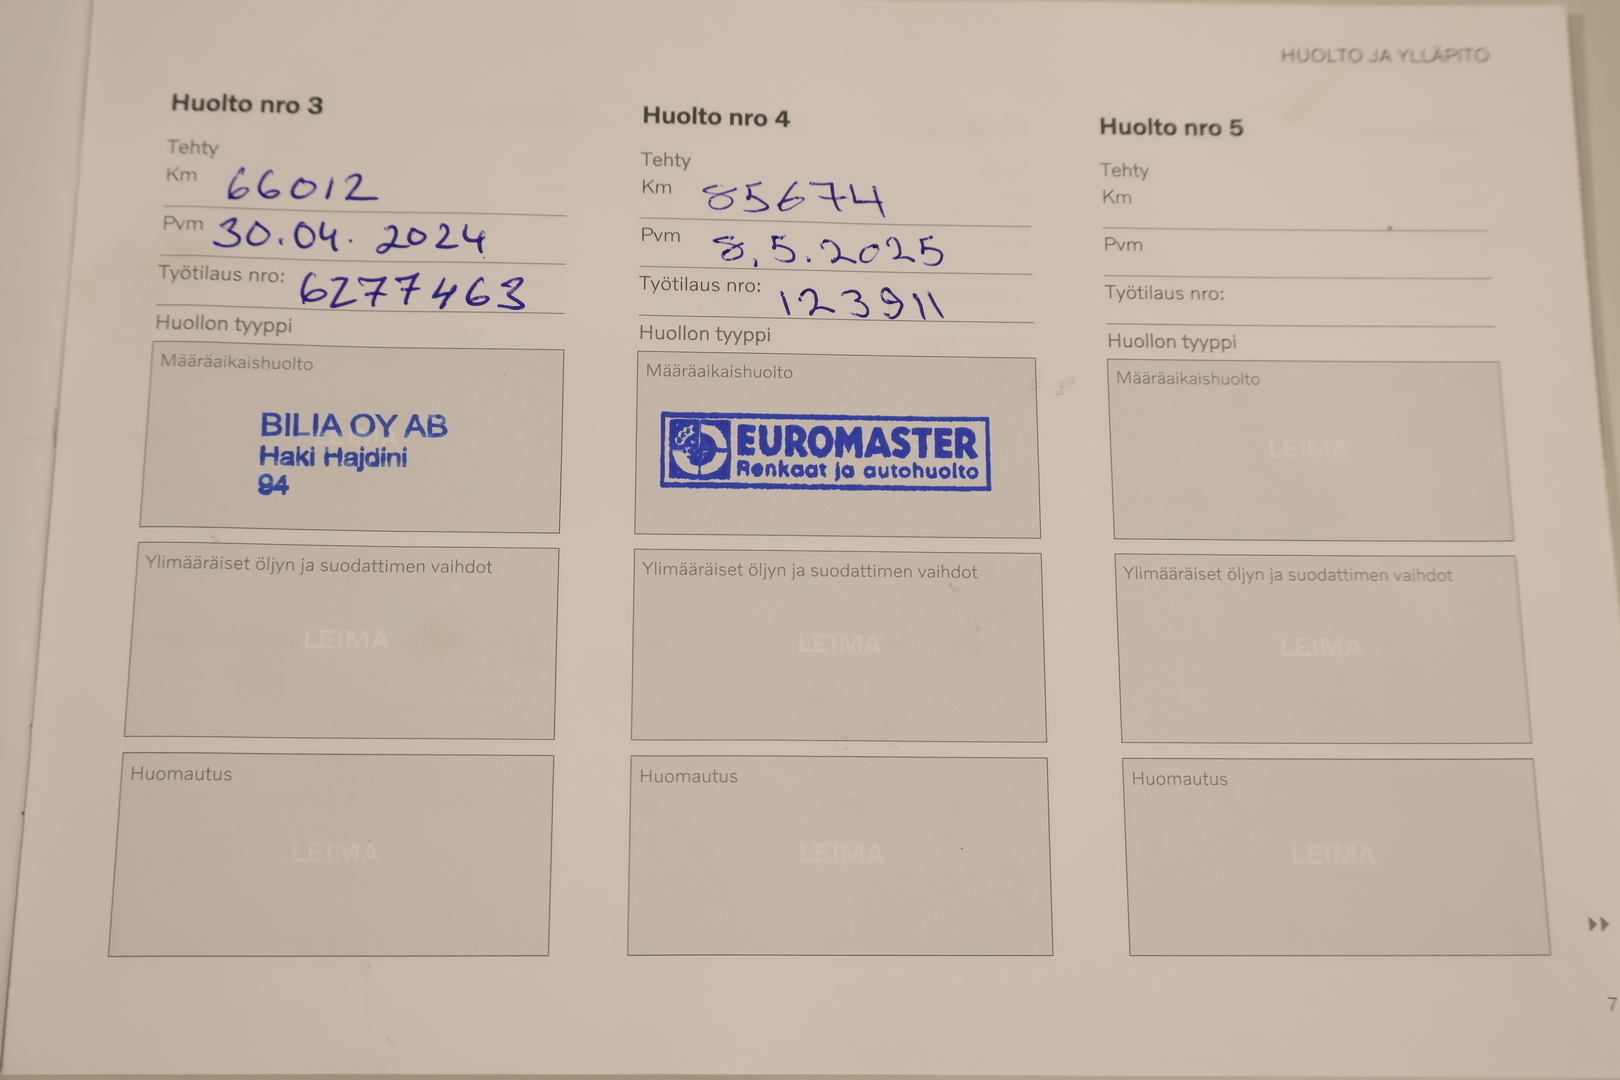 HUOLTO JA YLLÄPITO
Huolto nro 3
Tehty
Km 66012
Pvm 30.04. 2024
Työtilaus nro: 6277463
Huollon tyyppi
Määräaikaishuolto
BILIA OY AB
Haki Hajdini
94
Ylimääräiset öljyn ja suodattimen vaihdot
LEIMA
Huomautus
LEIMA
Huolto nro 4
Tehty
Km 85674
Pvm 8.5.2025
Työtilaus nro: 123911
Huollon tyyppi
Määräaikaishuolto
EUROMASTER
Renkaat ja autohuolto
Ylimääräiset öljyn ja suodattimen vaihdot
LEIMA
Huomautus
LEIMA
Huolto nro 5
Tehty
Km
Pvm
Työtilaus nro:
Huollon tyyppi
Määräaikaishuolto
LEIMA
Ylimääräiset öljyn ja suodattimen vaihdot
LEIMA
Huomautus
LEIMA
7